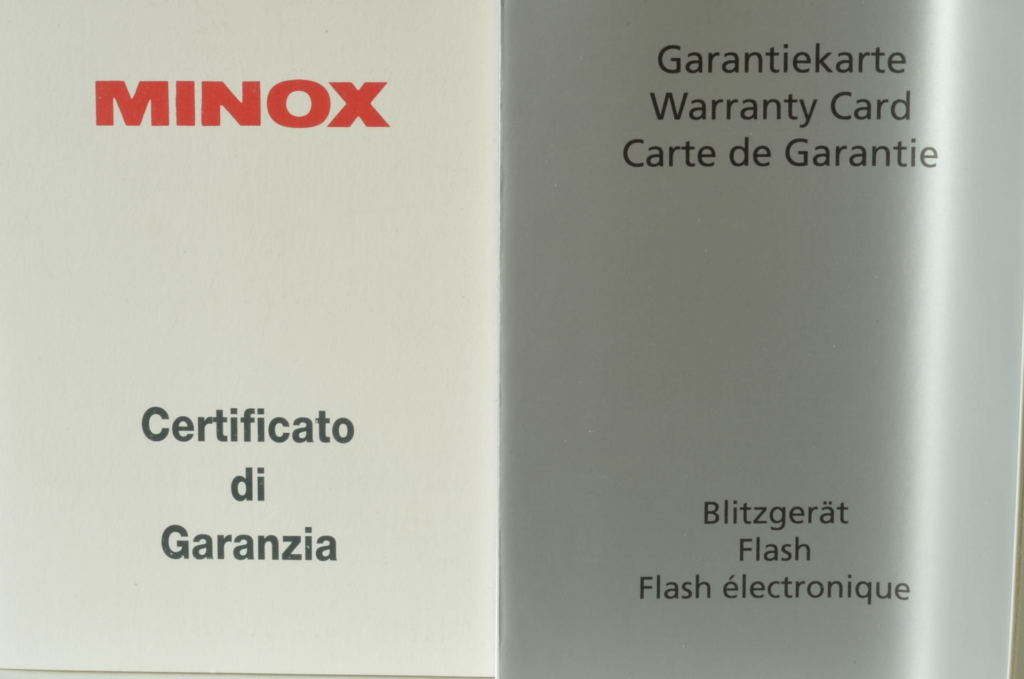 MINOX
Certificato
di
Garanzia
Garantiekarte
Warranty Card
Carte de Garantie
Blitzgerät
Flash
Flash électronique